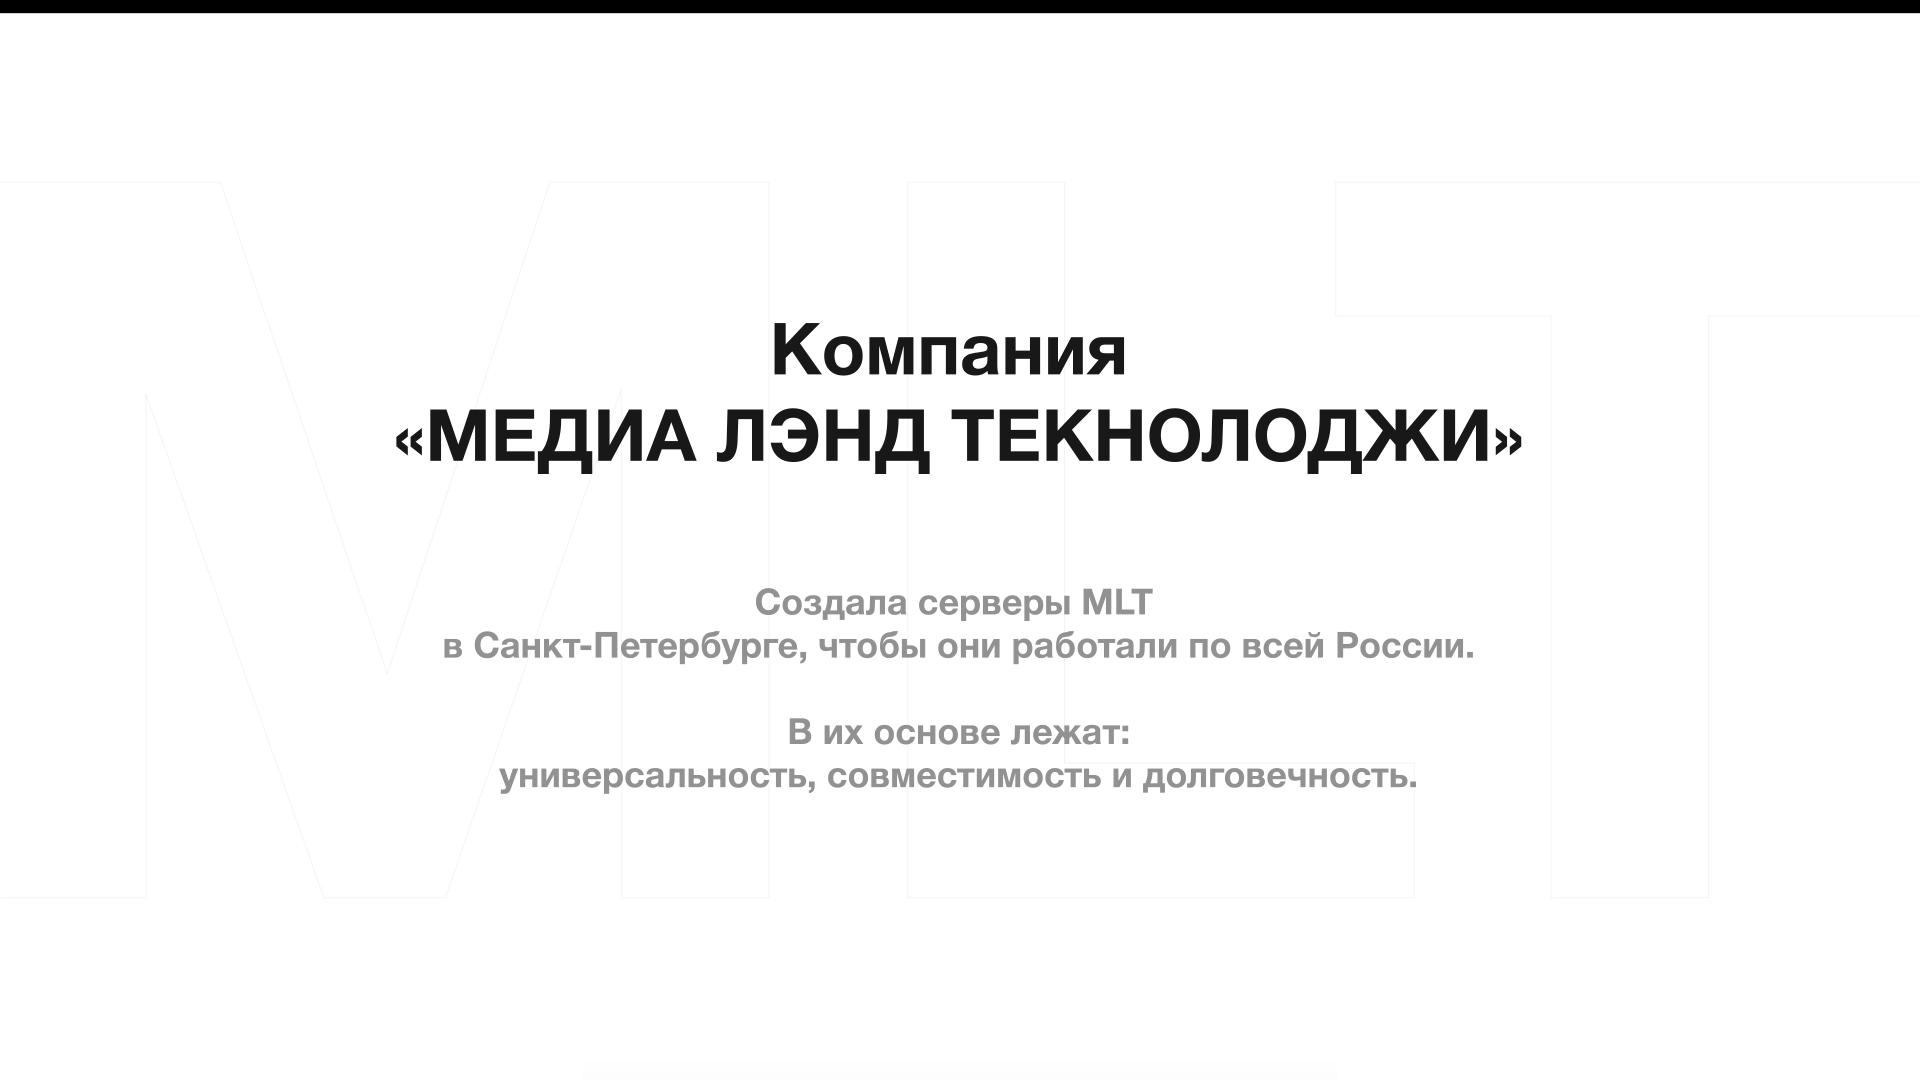 Компания
«МЕДИА ЛЭНД ТЕКНОЛОДЖИ»
Создала серверы MLT
в Санкт-Петербурге, чтобы они работали по всей России.
В их основе лежат:
универсальность, совместимость и долговечность.
MLT